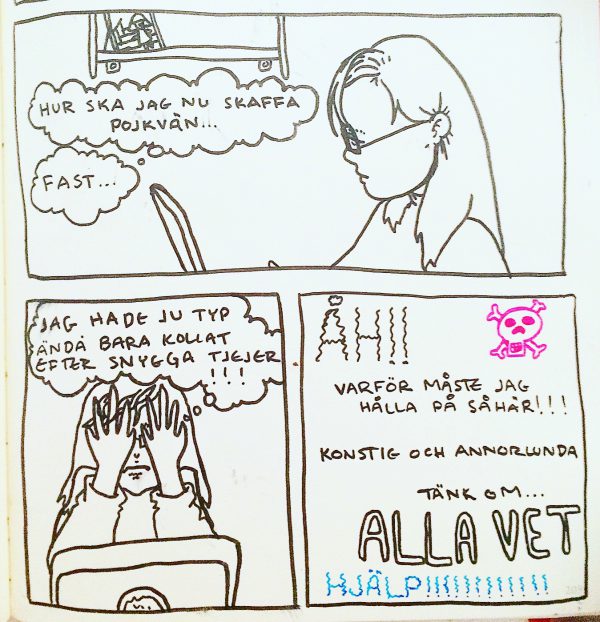 HUR SKA JAG NU SKAFFA
POJKVÄN...
FAST...
JAG HADE JU TYP
ÄNDÅ BARA KOLLAT
EFTER SNYGGA TJEJER
!!!
ÅH!!
VARFÖR MÅSTE JAG
HÅLLA PÅ SÅHÄR!!!
KONSTIG OCH ANNORLUNDA
TÄNK OM...
ALLA VET
HJÄLP!!!!!!!!!!!!!